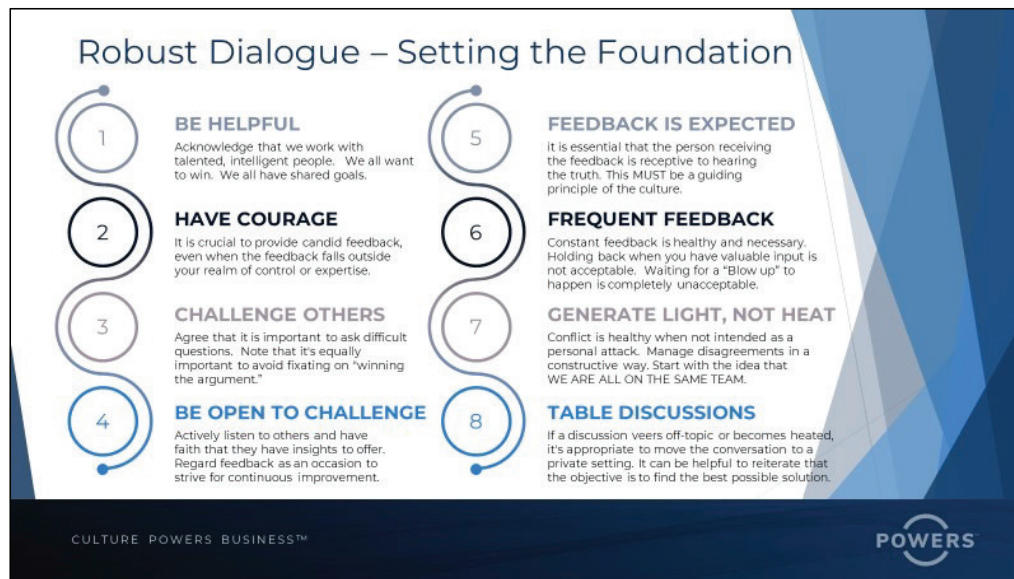 Robust Dialogue – Setting the Foundation
1
BE HELPFUL
Acknowledge that we work with
talented, intelligent people. We all want
to win. We all have shared goals.
2
HAVE COURAGE
It is crucial to provide candid feedback,
even when the feedback falls outside
your realm of control or expertise.
3
CHALLENGE OTHERS
Agree that it is important to ask difficult
questions. Note that it's equally
important to avoid fixating on "winning
the argument."
4
BE OPEN TO CHALLENGE
Actively listen to others and have
faith that they have insights to offer.
Regard feedback as an occasion to
strive for continuous improvement.
5
FEEDBACK IS EXPECTED
it is essential that the person receiving
the feedback is receptive to hearing
the truth. This MUST be a guiding
principle of the culture.
6
FREQUENT FEEDBACK
Constant feedback is healthy and necessary.
Holding back when you have valuable input is
not acceptable. Waiting for a "Blow up" to
happen is completely unacceptable.
7
GENERATE LIGHT, NOT HEAT
Conflict is healthy when not intended as a
personal attack. Manage disagreements in a
constructive way. Start with the idea that
WE ARE ALL ON THE SAME TEAM.
8
TABLE DISCUSSIONS
If a discussion veers off-topic or becomes heated,
it's appropriate to move the conversation to a
private setting. It can be helpful to reiterate that
the objective is to find the best possible solution.
CULTURE POWERS BUSINESS™
POWERS